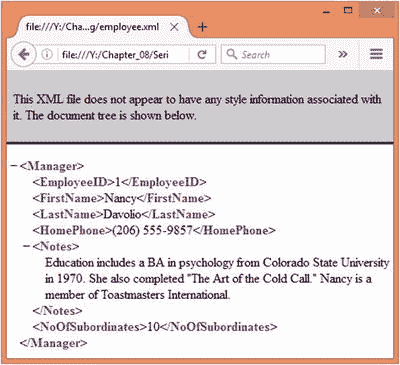 file:///Y:/Cha...g/employee.xml
file:///Y:/Chapter_08/Seri
Search
This XML file does not appear to have any style information associated with
it. The document tree is shown below.
−<Manager>
<EmployeeID>1</EmployeeID>
<FirstName>Nancy</FirstName>
<LastName>Davolio</LastName>
<HomePhone>(206) 555-9857</HomePhone>
−<Notes>
Education includes a BA in psychology from Colorado State University
in 1970. She also completed "The Art of the Cold Call." Nancy is a
member of Toastmasters International.
</Notes>
<NoOfSubordinates>10</NoOfSubordinates>
</Manager>